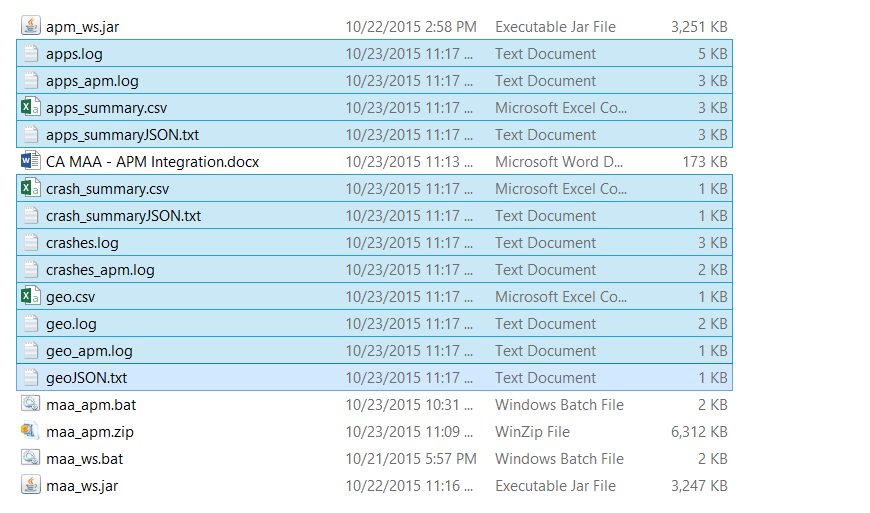 apm_ws.jar 10/22/2015 2:58 PM Executable Jar File 3,251 KB
apps.log 10/23/2015 11:17 ... Text Document 5 KB
apps_apm.log 10/23/2015 11:17 ... Text Document 3 KB
apps_summary.csv 10/23/2015 11:17 ... Microsoft Excel Co... 3 KB
apps_summaryJSON.txt 10/23/2015 11:17 ... Text Document 3 KB
CA MAA - APM Integration.docx 10/23/2015 11:13 ... Microsoft Word D... 173 KB
crash_summary.csv 10/23/2015 11:17 ... Microsoft Excel Co... 1 KB
crash_summaryJSON.txt 10/23/2015 11:17 ... Text Document 1 KB
crashes.log 10/23/2015 11:17 ... Text Document 3 KB
crashes_apm.log 10/23/2015 11:17 ... Text Document 2 KB
geo.csv 10/23/2015 11:17 ... Microsoft Excel Co... 1 KB
geo.log 10/23/2015 11:17 ... Text Document 2 KB
geo_apm.log 10/23/2015 11:17 ... Text Document 1 KB
geoJSON.txt 10/23/2015 11:17 ... Text Document 1 KB
maa_apm.bat 10/23/2015 10:31 ... Windows Batch File 2 KB
maa_apm.zip 10/23/2015 11:09 ... WinZip File 6,312 KB
maa_ws.bat 10/21/2015 5:57 PM Windows Batch File 2 KB
maa_ws.jar 10/22/2015 11:16 ... Executable Jar File 3,247 KB